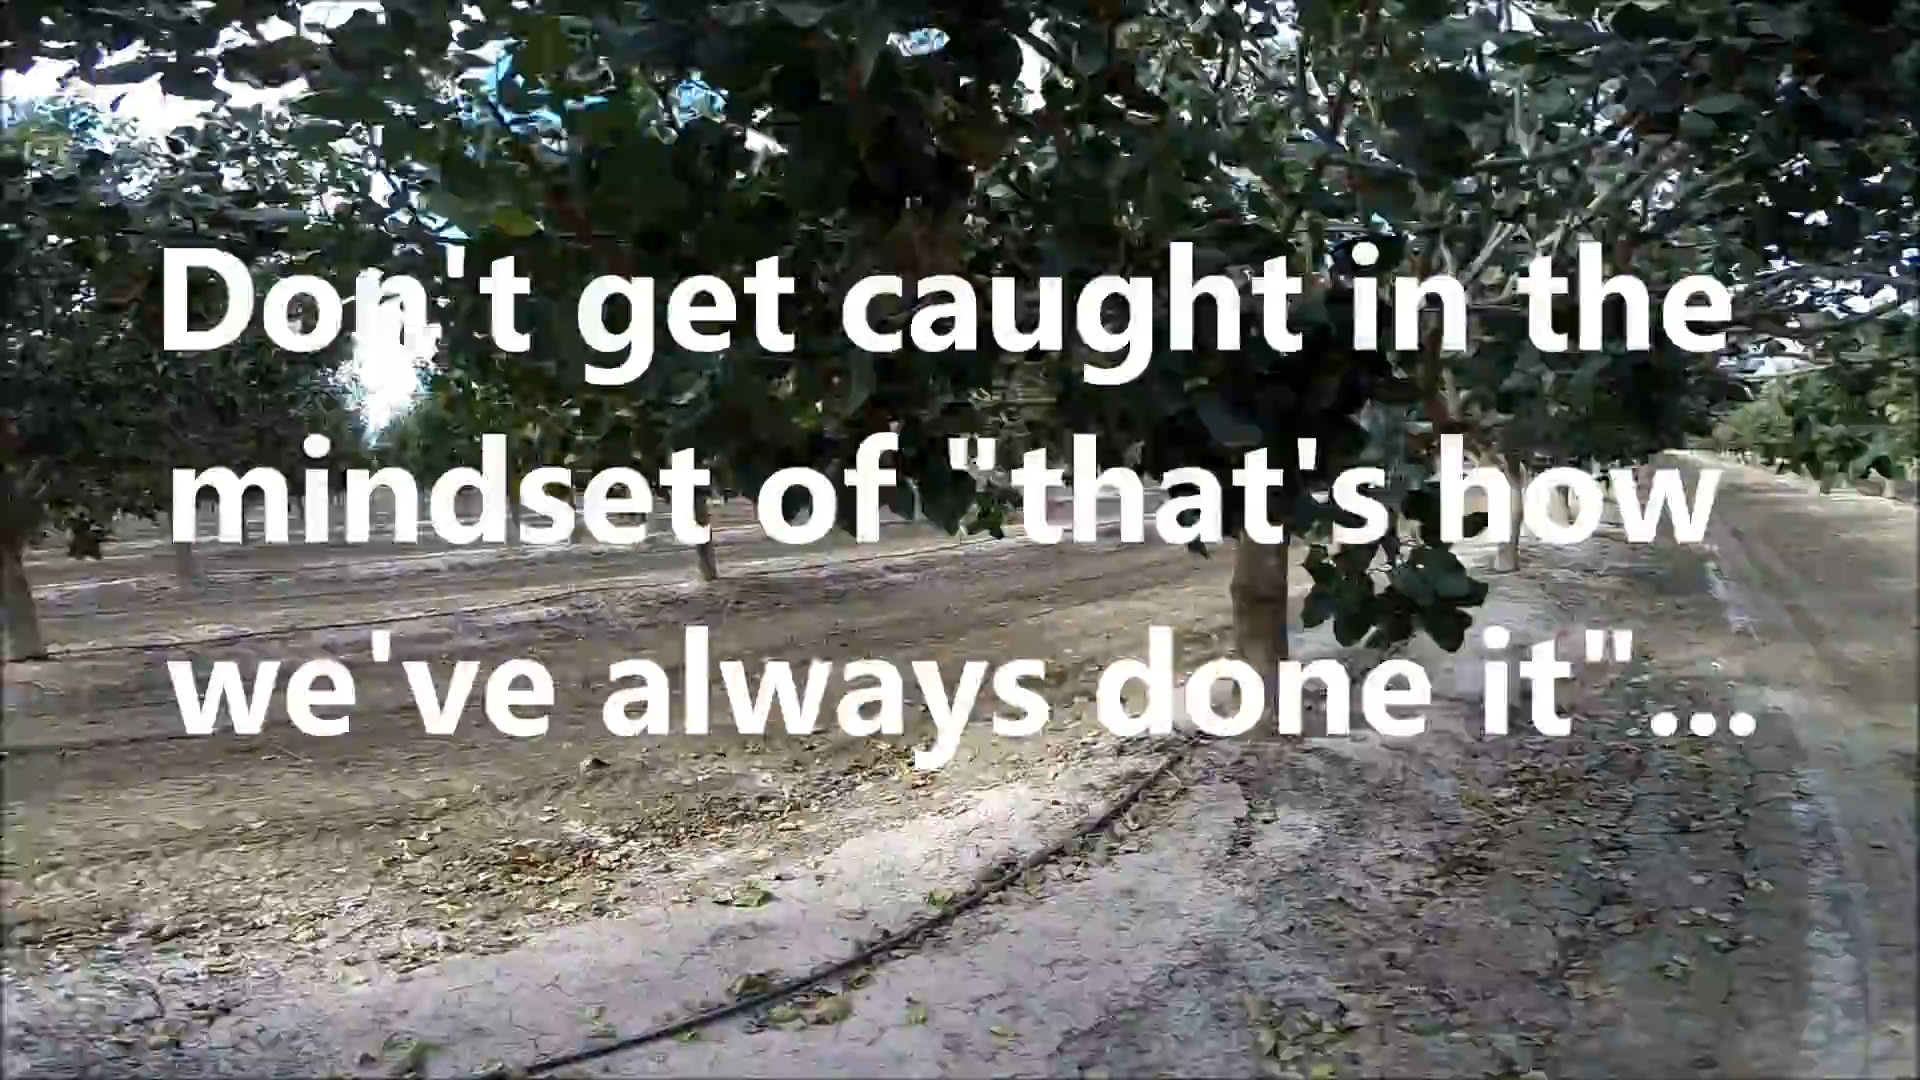 Don't get caught in the
mindset of "that's how
we've always done it"...